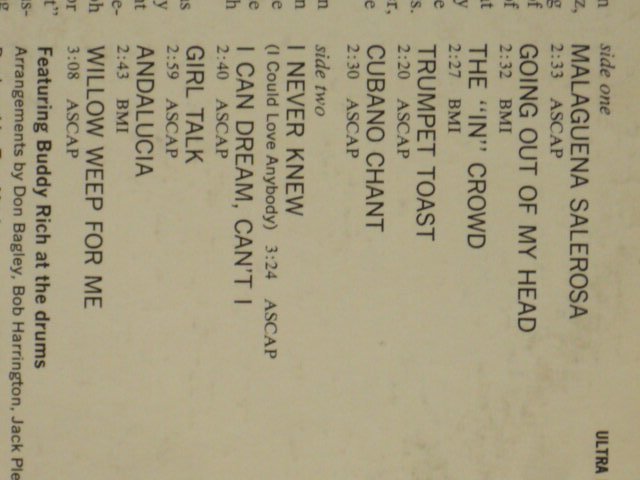 side one
MALAGUENA SALEROSA
2:33 ASCAP
GOING OUT OF MY HEAD
2:32 BMI
THE "IN" CROWD
2:27 BMI
TRUMPET TOAST
2:20 ASCAP
CUBANO CHANT
2:30 ASCAP
side two
I NEVER KNEW
(I Could Love Anybody) 3:24 ASCAP
I CAN DREAM, CAN'T I
2:40 ASCAP
GIRL TALK
2:59 ASCAP
ANDALUCIA
2:43 BMI
WILLOW WEEP FOR ME
3:08 ASCAP
Featuring Buddy Rich at the drums
Arrangements by Don Bagley, Bob Harrington, Jack Ple
ULTRA